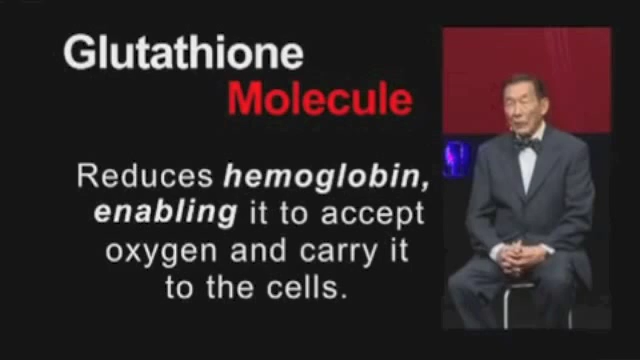 Glutathione
Molecule
Reduces hemoglobin,
enabling it to accept
oxygen and carry it
to the cells.